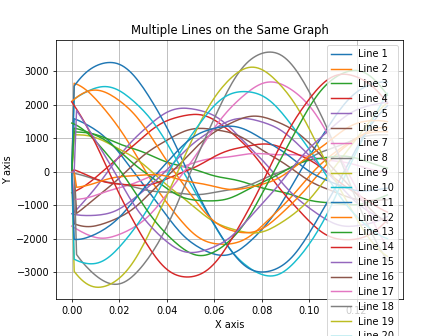 Multiple Lines on the Same Graph
Y axis
3000
2000
1000
0
−1000
−2000
−3000
0.00
0.02
0.04
0.06
0.08
0.10
X axis
Line 1
Line 2
Line 3
Line 4
Line 5
Line 6
Line 7
Line 8
Line 9
Line 10
Line 11
Line 12
Line 13
Line 14
Line 15
Line 16
Line 17
Line 18
Line 19
Line 20